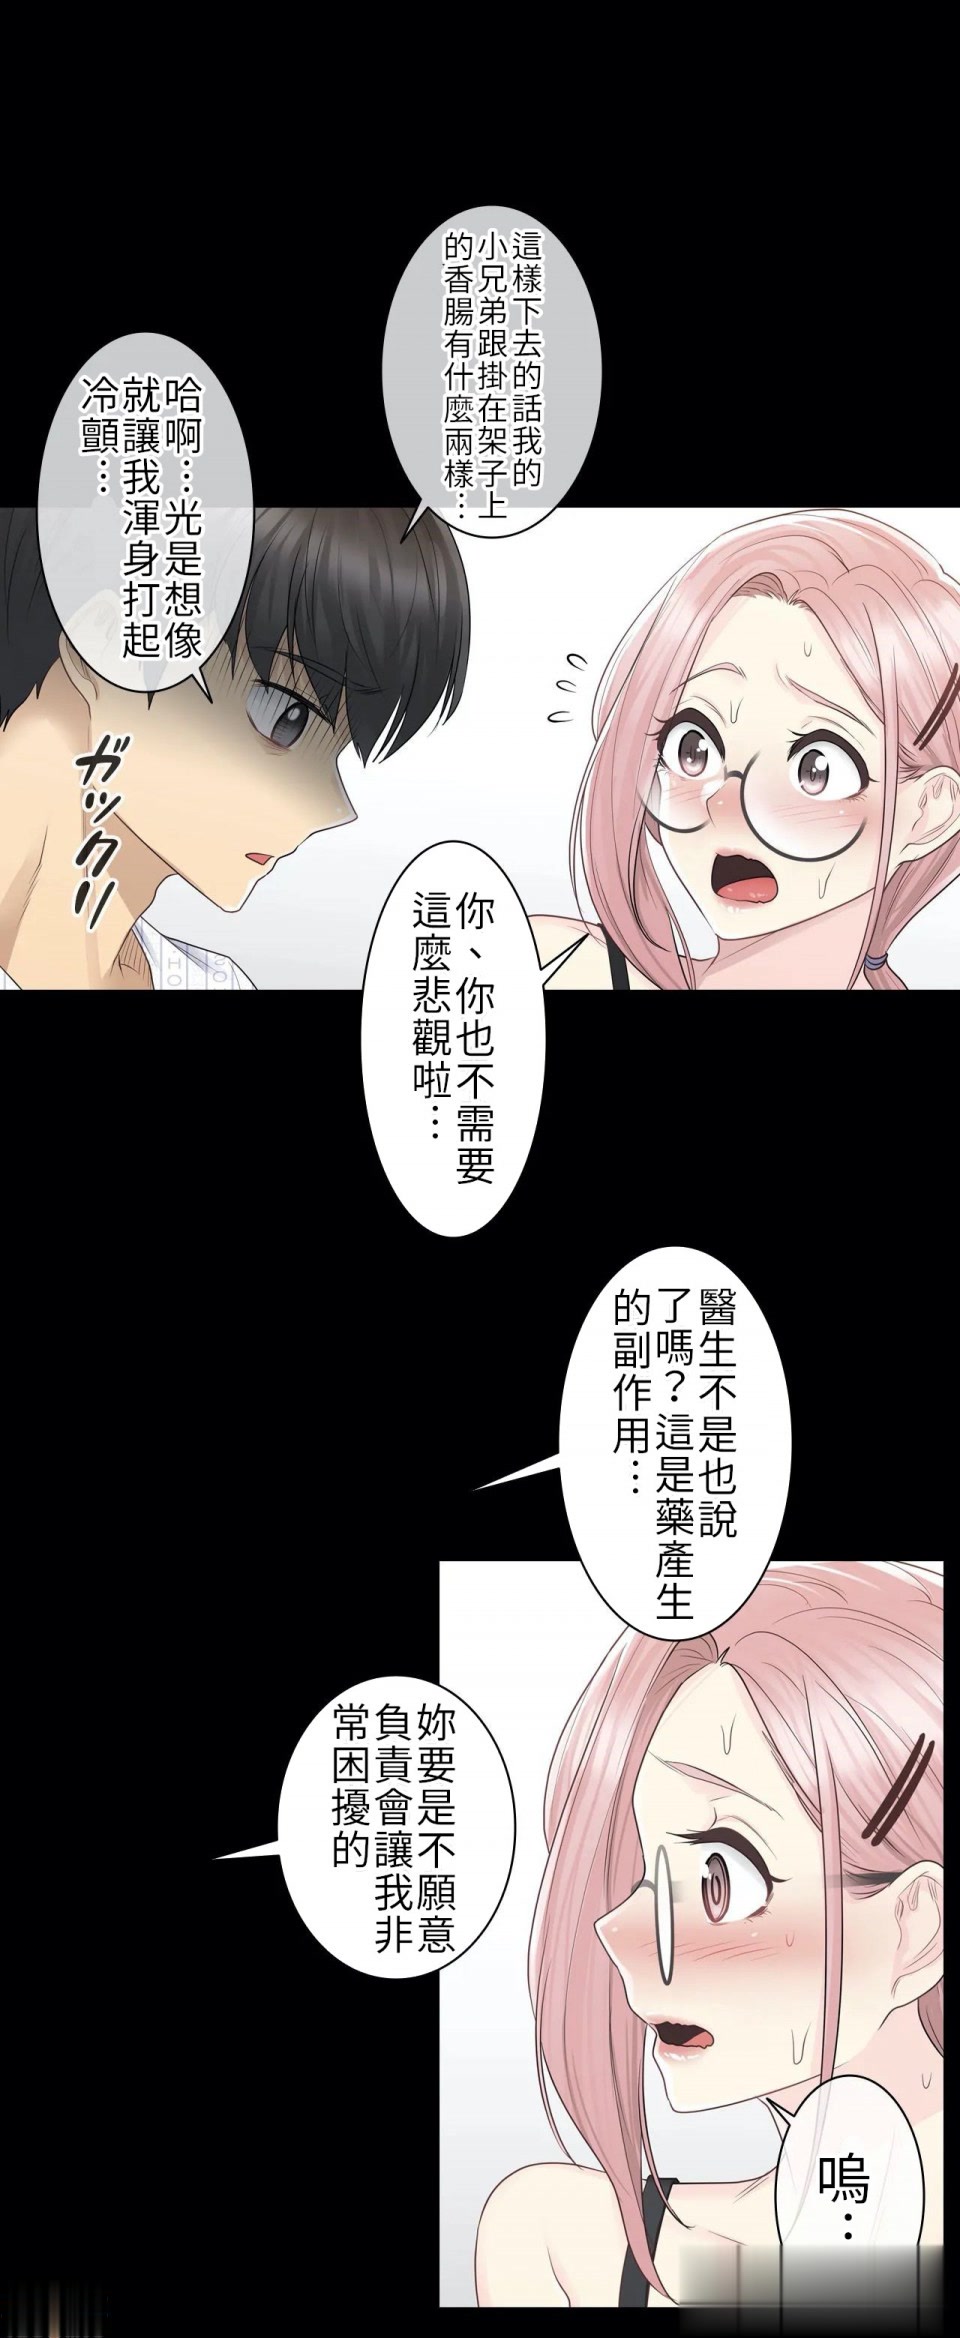 這樣下去的話我的
小兄弟跟掛在架子上
的香腸有什麼兩樣…
哈啊…光是想像
就讓我渾身打起
冷顫…
ガックリ
你、你也不需要
這麼悲觀啦…
醫生不是也說
了嗎？這是藥產生
的副作用…
妳要是不願意
負責會讓我非
常困擾的
嗚…